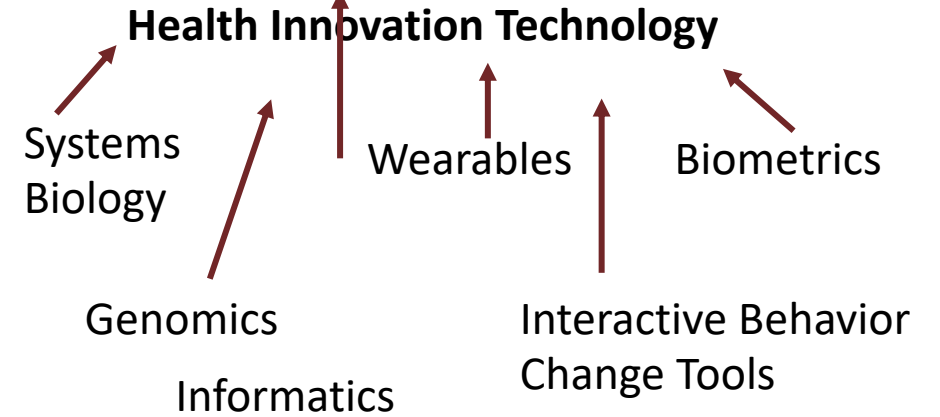 Health Innovation Technology
Systems
Biology
Wearables
Biometrics
Genomics
Interactive Behavior
Change Tools
Informatics